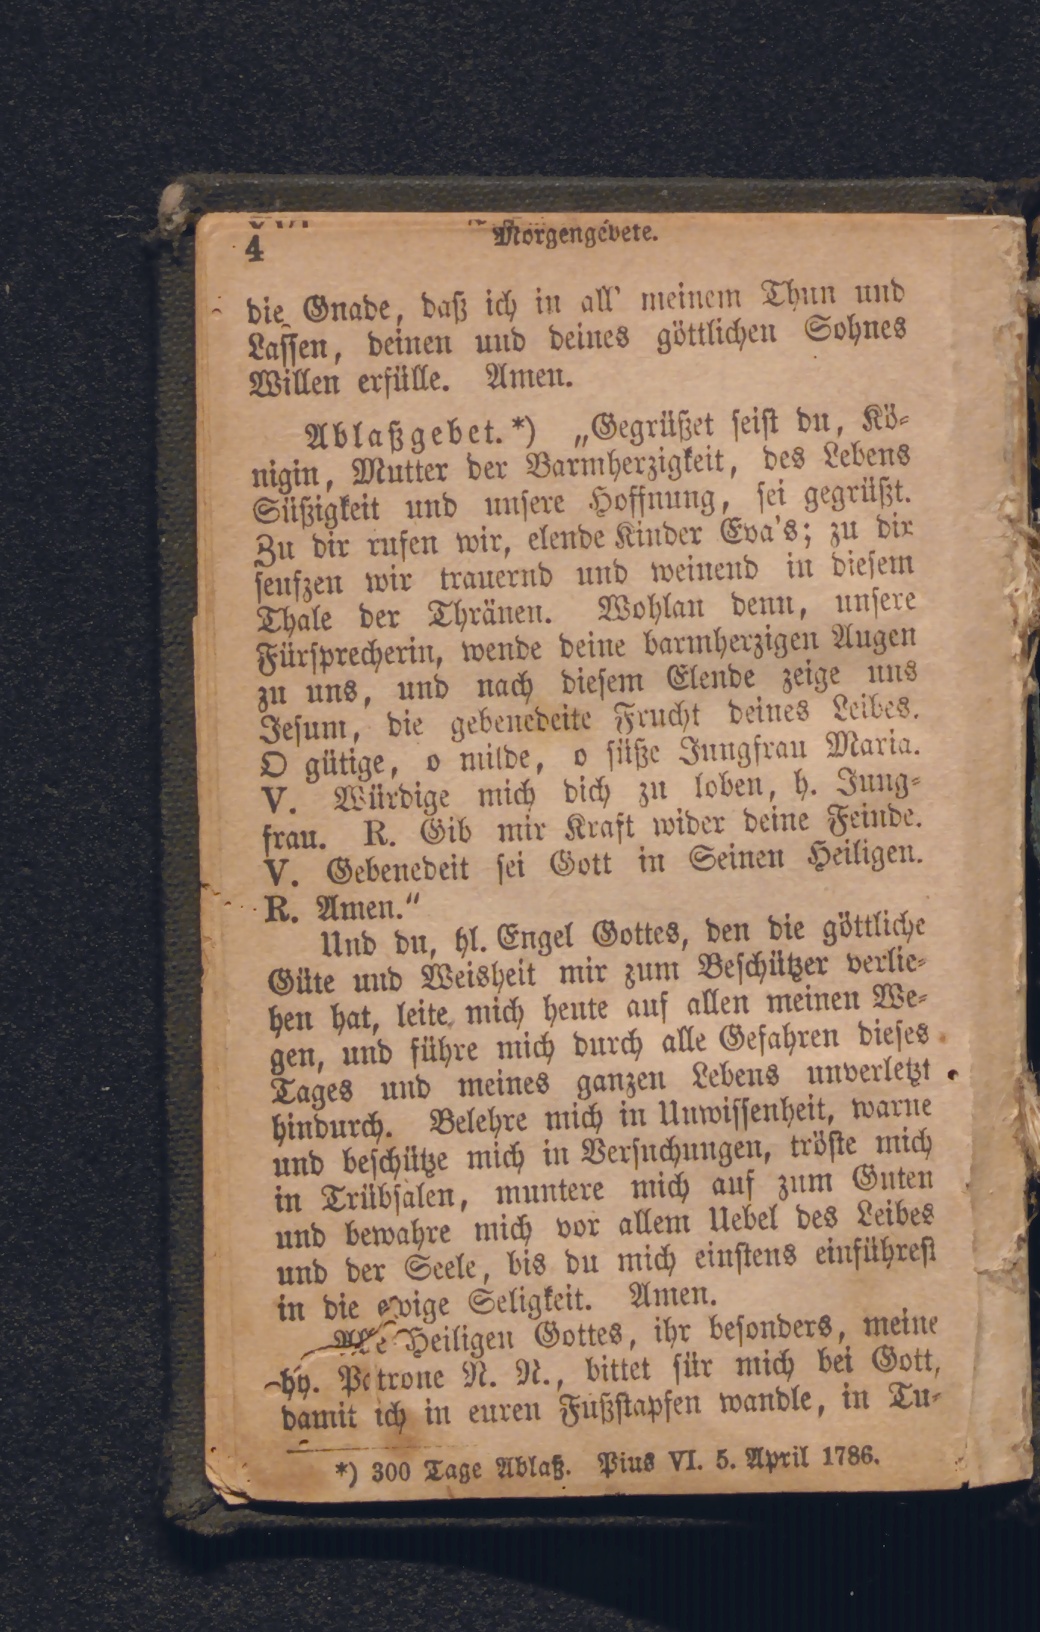 4
Morgengebete.
die Gnade, daß ich in all' meinem Thun und
Lassen, deinen und deines göttlichen Sohnes
Willen erfülle. Amen.
Ablaßgebet.*) „Gegrüßet seist du, Kö-
nigin, Mutter der Barmherzigkeit, des Lebens
Süßigkeit und unsere Hoffnung, sei gegrüßt.
Zu dir rufen wir, elende Kinder Eva's; zu dir
seufzen wir trauernd und weinend in diesem
Thale der Thränen. Wohlan denn, unsere
Fürsprecherin, wende deine barmherzigen Augen
zu uns, und nach diesem Elende zeige uns
Jesum, die gebenedeite Frucht deines Leibes.
O gütige, o milde, o süße Jungfrau Maria.
V. Würdige mich dich zu loben, h. Jung-
frau. R. Gib mir Kraft wider deine Feinde.
V. Gebenedeit sei Gott in Seinen Heiligen.
R. Amen.“
Und du, hl. Engel Gottes, den die göttliche
Güte und Weisheit mir zum Beschützer verlie-
hen hat, leite mich heute auf allen meinen We-
gen, und führe mich durch alle Gefahren dieses
Tages und meines ganzen Lebens unverletzt
hindurch. Belehre mich in Unwissenheit, warne
und beschütze mich in Versuchungen, tröste mich
in Trübsalen, muntere mich auf zum Guten
und bewahre mich vor allem Uebel des Leibes
und der Seele, bis du mich einstens einführest
in die ewige Seligkeit. Amen.
Alle Heiligen Gottes, ihr besonders, meine
hh. Patrone N. N., bittet für mich bei Gott,
damit ich in euren Fußstapfen wandle, in Tu-
*) 300 Tage Ablaß. Pius VI. 5. April 1786.